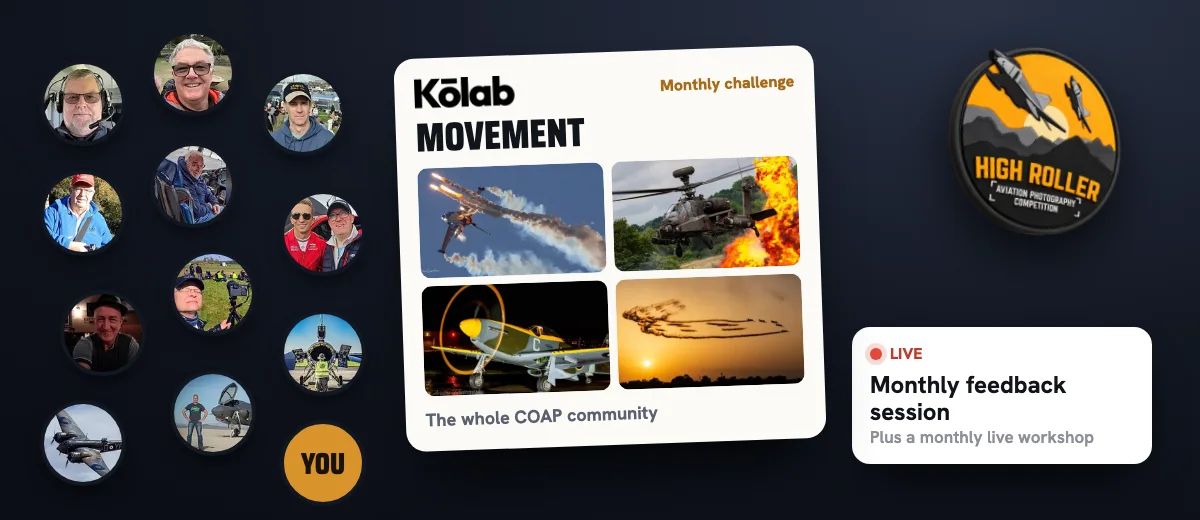 Kōlab
Monthly challenge
MOVEMENT
The whole COAP community
YOU
HIGH ROLLER
AVIATION PHOTOGRAPHY
COMPETITION
LIVE
Monthly feedback
session
Plus a monthly live workshop